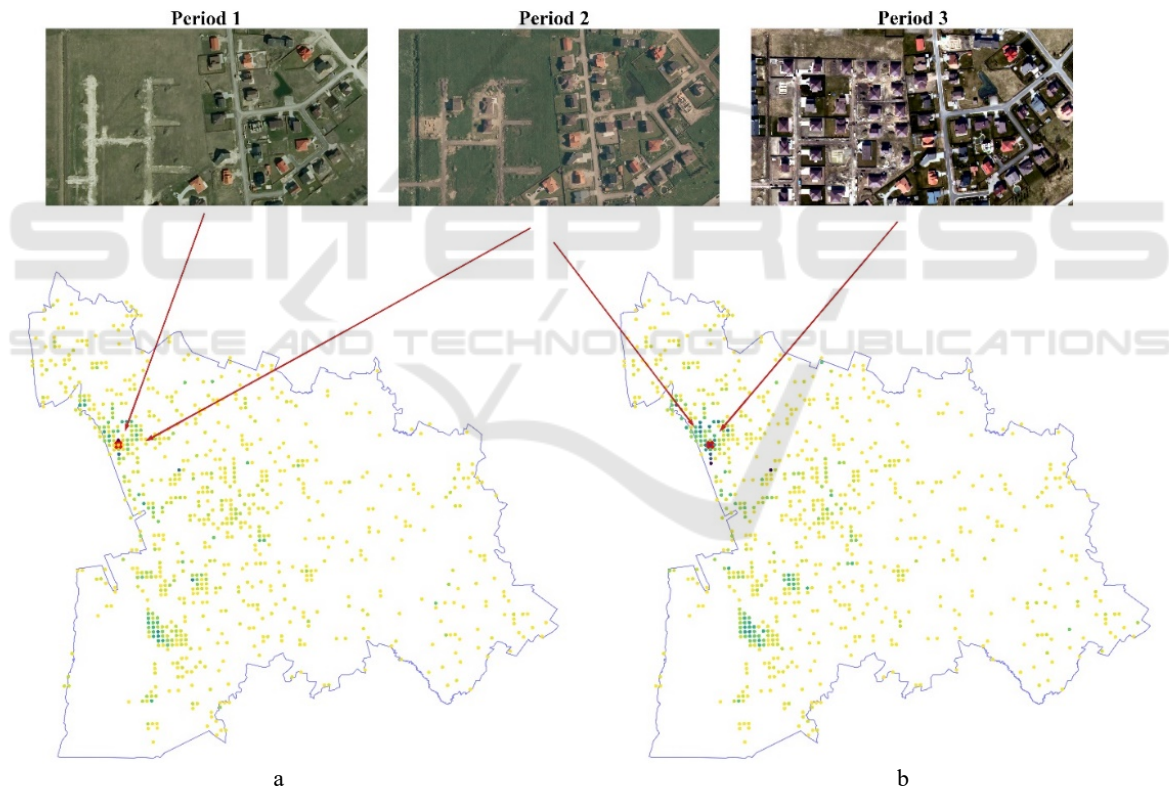 Period 1 Period 2 Period 3
SCITEPRESS
SCIENCE AND TECHNOLOGY PUBLICATIONS
a b